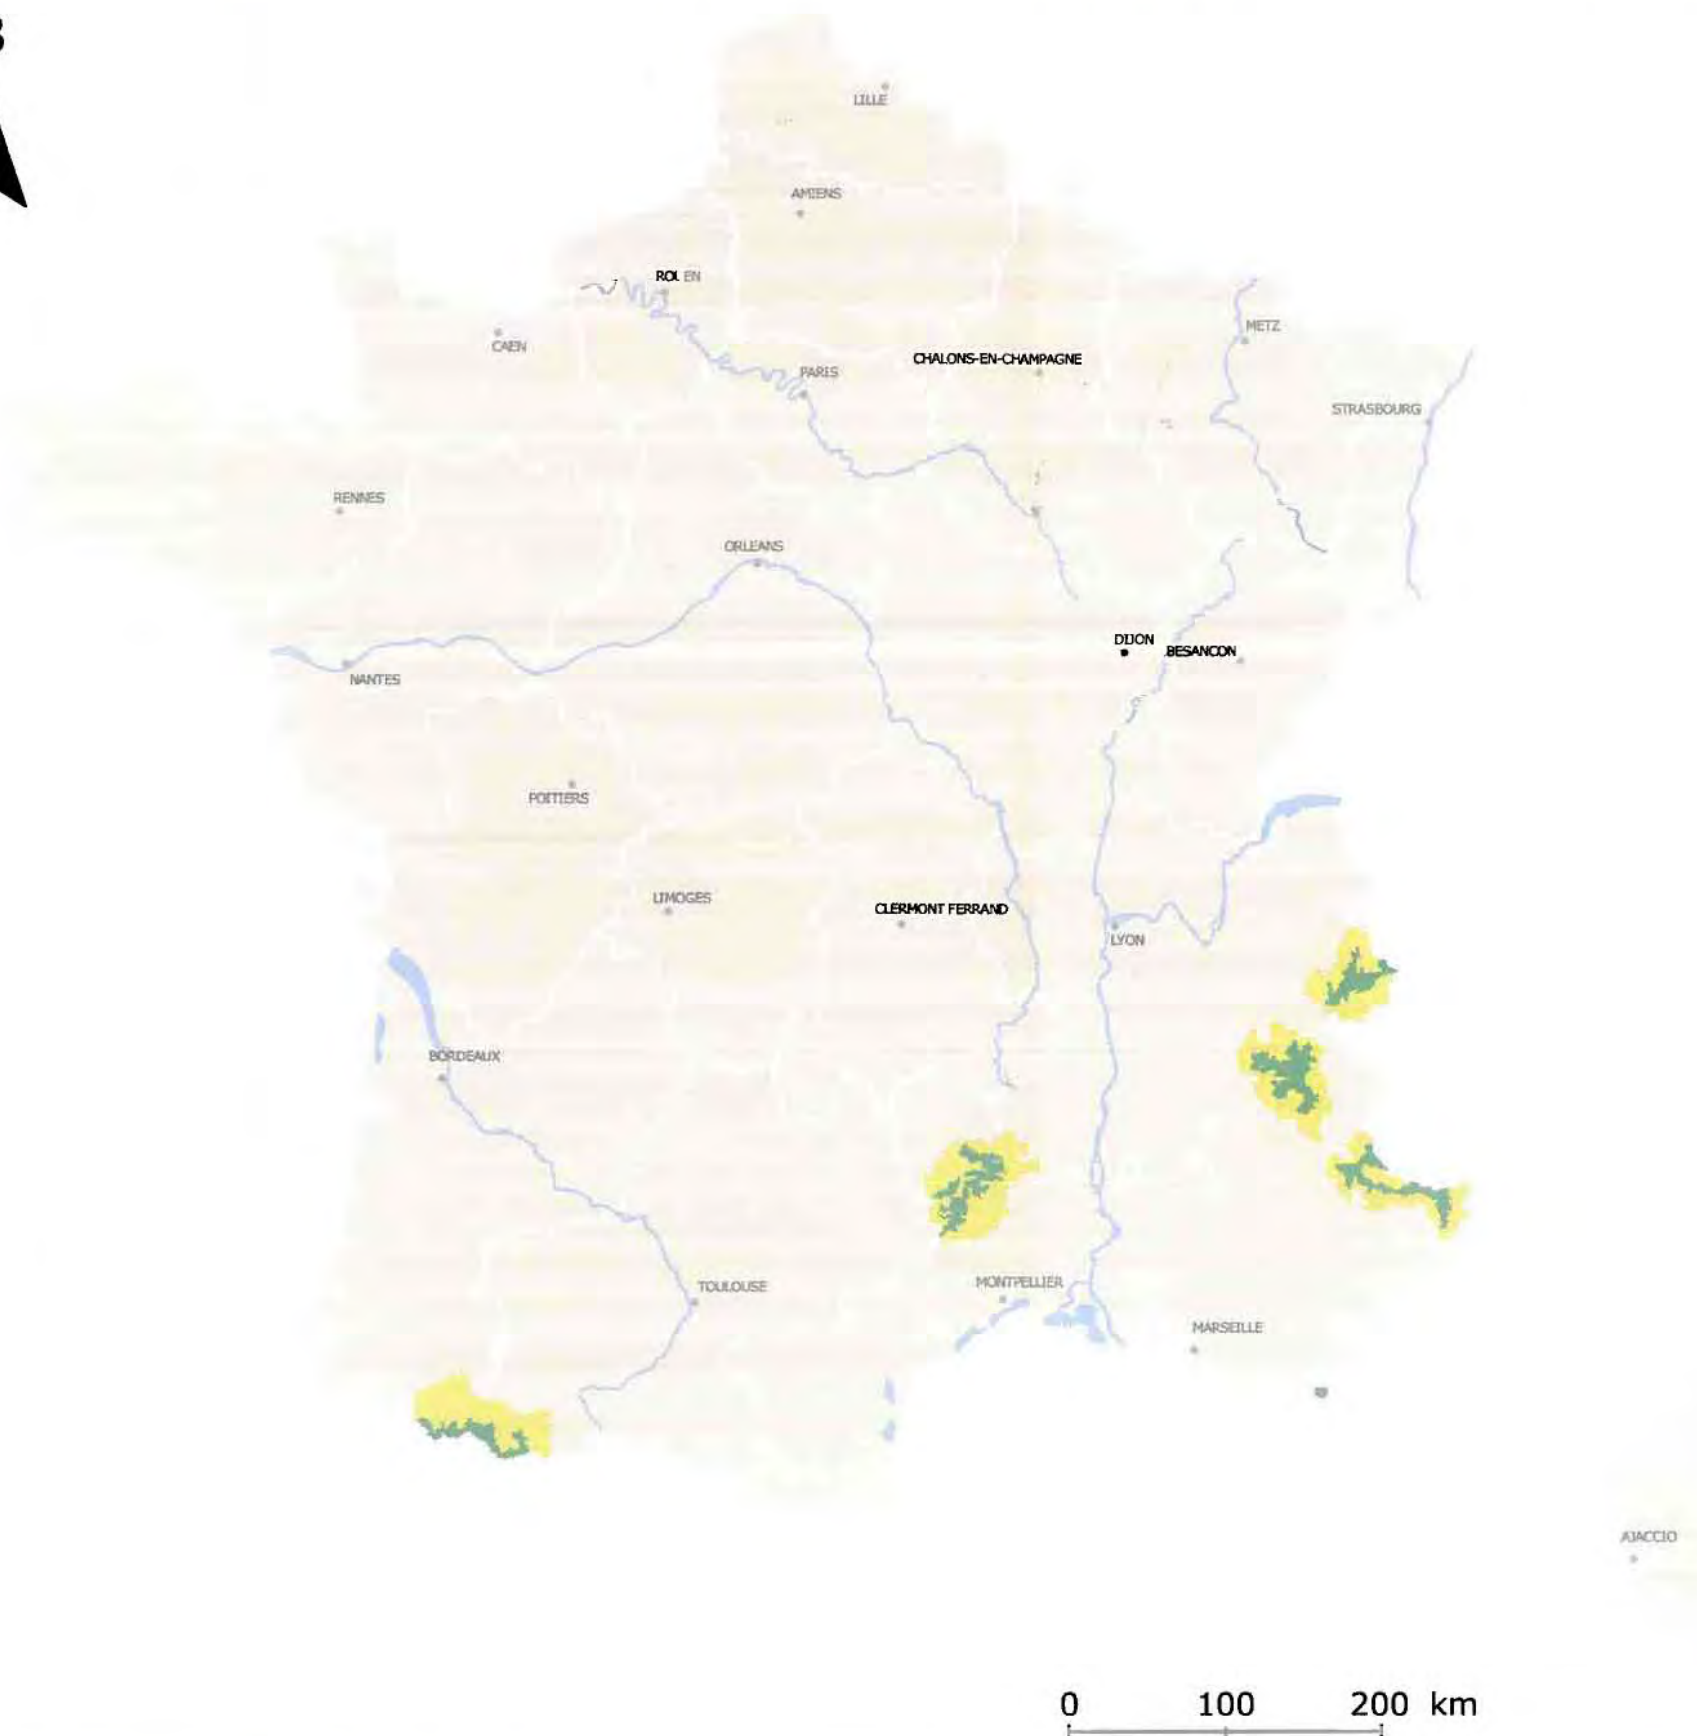 LILLE
AMIENS
ROUEN
CAEN
METZ
CHALONS-EN-CHAMPAGNE
PARIS
STRASBOURG
RENNES
ORLEANS
DIJON
BESANCON
NANTES
POITIERS
LIMOGES
CLERMONT FERRAND
LYON
BORDEAUX
TOULOUSE
MONTPELLIER
MARSEILLE
AJACCIO
0 100 200 km